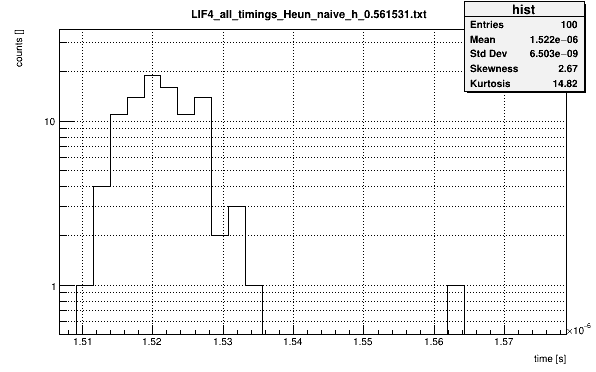 LIF4_all_timings_Heun_naive_h_0.561531.txt
hist
Entries 100
Mean 1.522e−06
Std Dev 6.503e−09
Skewness 2.67
Kurtosis 14.82
counts []
10
1
1.51 1.52 1.53 1.54 1.55 1.56 1.57
×10⁻⁶
time [s]